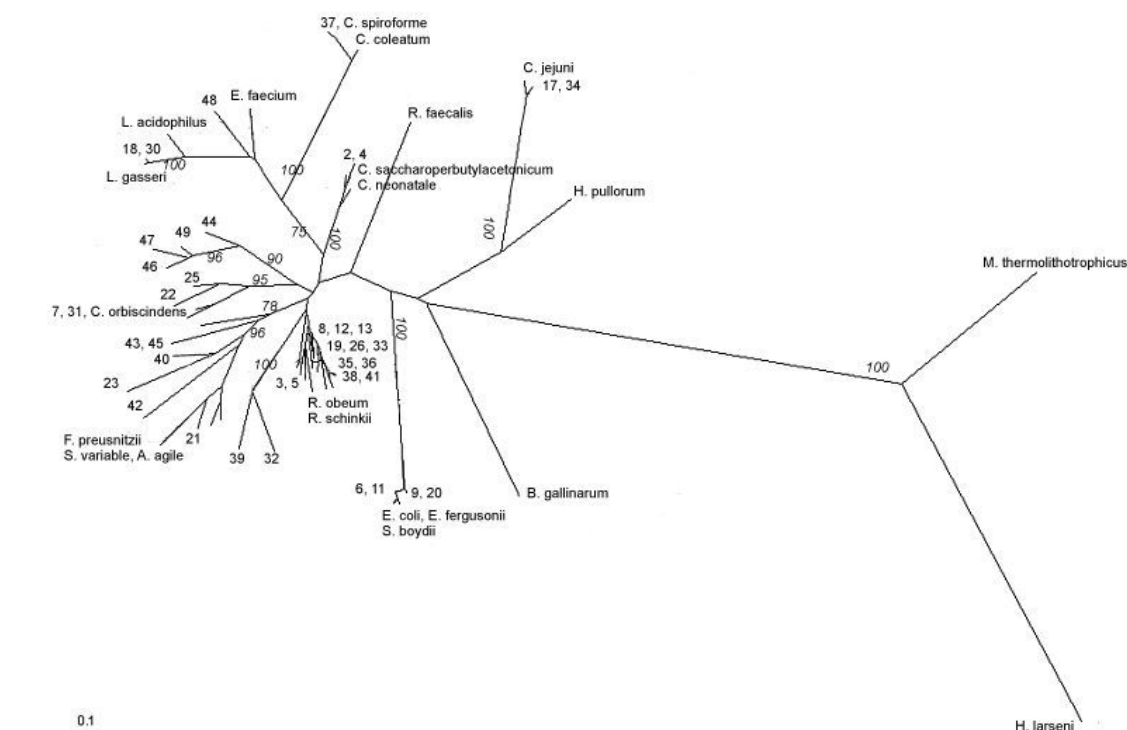 37, C. spiroforme
C. coleatum
C. jejuni
17, 34
E. faecium
48
R. faecalis
L. acidophilus
18, 30
100
L. gasseri
100
2, 4
C. saccharoperbutylacetonicum
C. neonatale
H. pullorum
75
100
100
44
49
47
96
90
46
M. thermolithotrophicus
25
95
22
7, 31, C. orbiscindens
78
96
43, 45
40
8, 12, 13
19, 26, 33
35, 36
38, 41
100
100
100
23
3, 5
42
R. obeum
R. schinkii
F. preusnitzii
S. variable, A. agile
21
39
32
6, 11
9, 20
B. gallinarum
E. coli, E. fergusonii
S. boydii
0.1
H. larseni